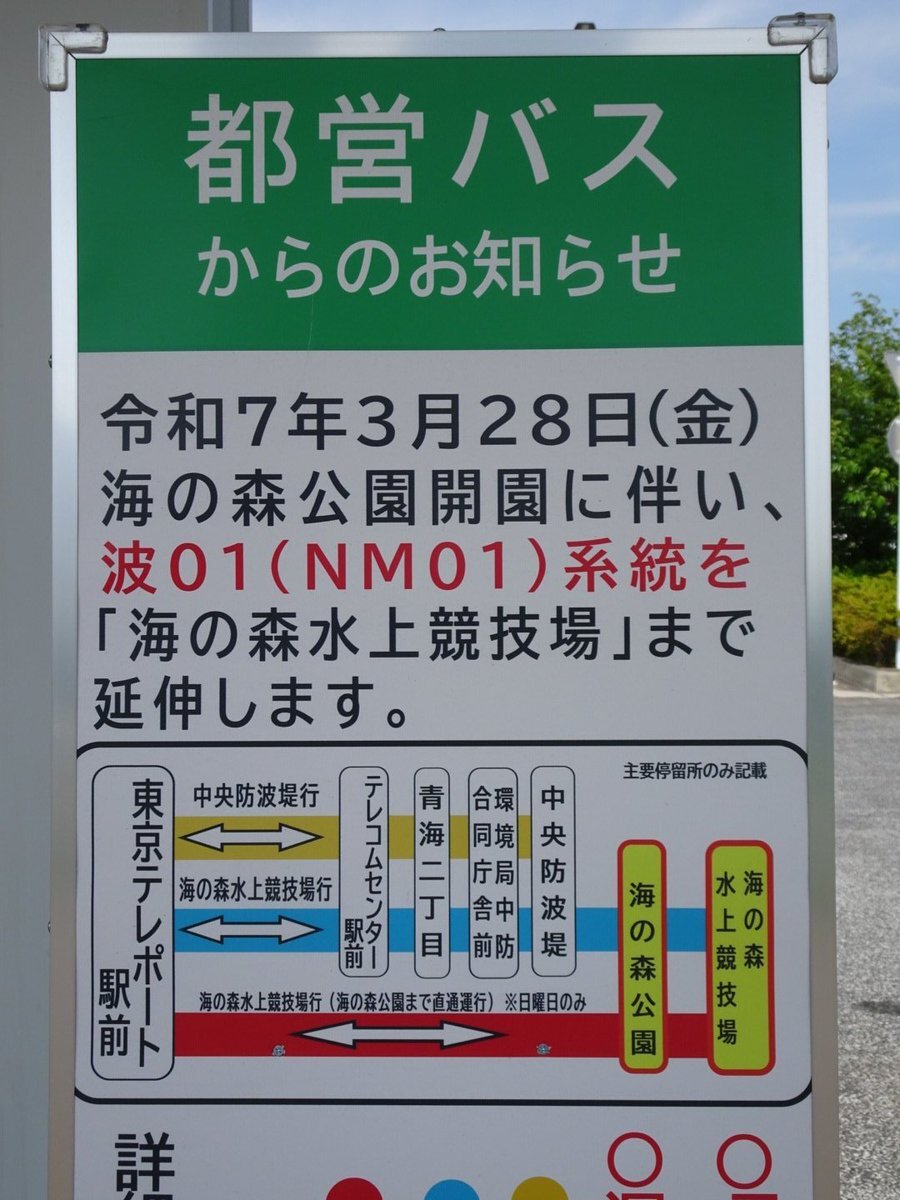 都営バス
からのお知らせ
令和7年3月28日(金)
海の森公園開園に伴い、
波01(NM01)系統を
「海の森水上競技場」まで
延伸します。
主要停留所のみ記載
東京テレポート
駅前
中央防波堤行
海の森水上競技場行
テレコムセンター
駅前
青海二丁目
環境局中防
合同庁舎前
中央防波堤
海の森公園
海の森
水上競技場
海の森水上競技場行(海の森公園まで直通運行)※日曜日のみ
詳